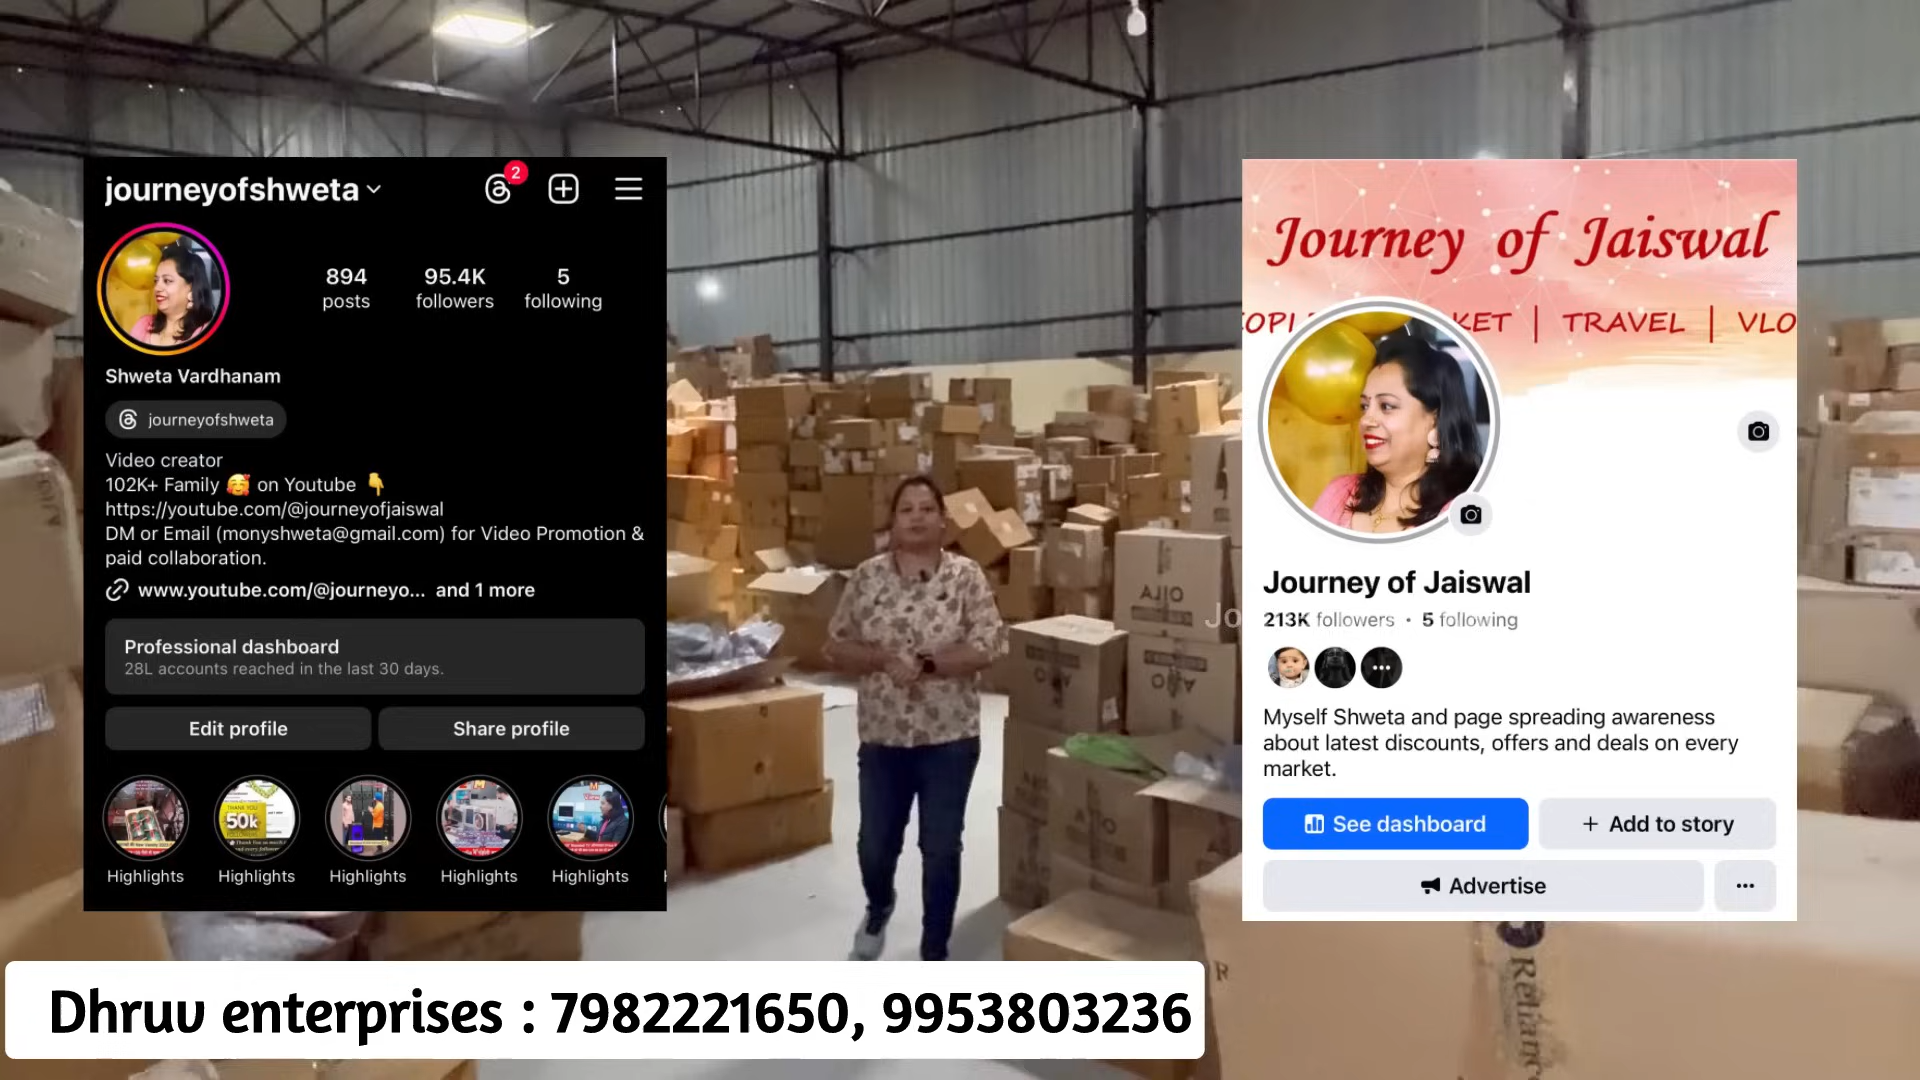 journeyofshweta
2
894
posts
95.4K
followers
5
following
Shweta Vardhanam
journeyofshweta
Video creator
102K+ Family 🥰 on Youtube 👇
https://youtube.com/@journeyofjaiswal
DM or Email (monyshweta@gmail.com) for Video Promotion &
paid collaboration.
www.youtube.com/@journeyo... and 1 more
Professional dashboard
28L accounts reached in the last 30 days.
Edit profile
Share profile
50k
Highlights
Highlights
Highlights
Highlights
Highlights
Journey of Jaiswal
KET | TRAVEL | VLO
Journey of Jaiswal
213K followers • 5 following
Myself Shweta and page spreading awareness
about latest discounts, offers and deals on every
market.
See dashboard
+ Add to story
Advertise
Jo
Reliance
Dhruv enterprises : 7982221650, 9953803236